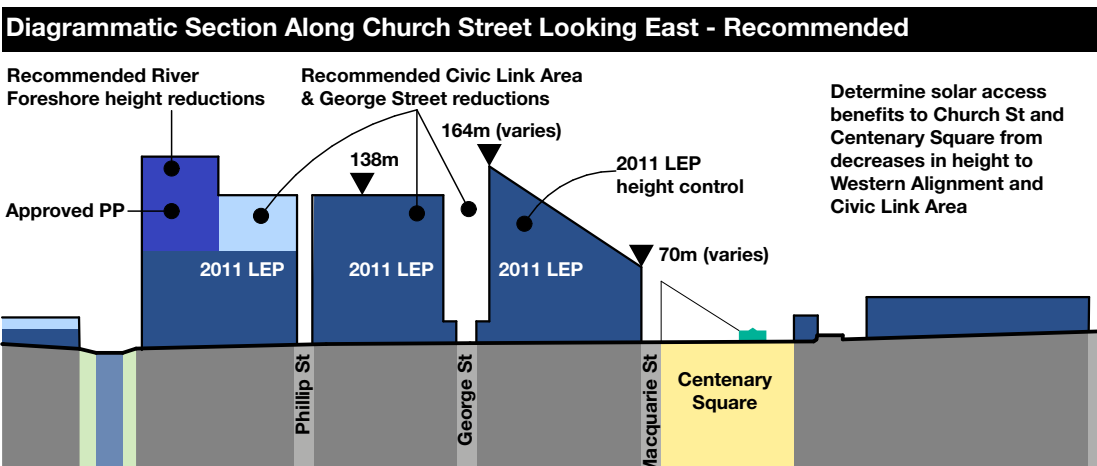 Diagrammatic Section Along Church Street Looking East - Recommended
Recommended River
Foreshore height reductions
Recommended Civic Link Area
& George Street reductions
Determine solar access
benefits to Church St and
Centenary Square from
decreases in height to
Western Alignment and
Civic Link Area
164m (varies)
138m
2011 LEP
height control
Approved PP
70m (varies)
2011 LEP
2011 LEP
2011 LEP
Phillip St
George St
Macquarie St
Centenary
Square